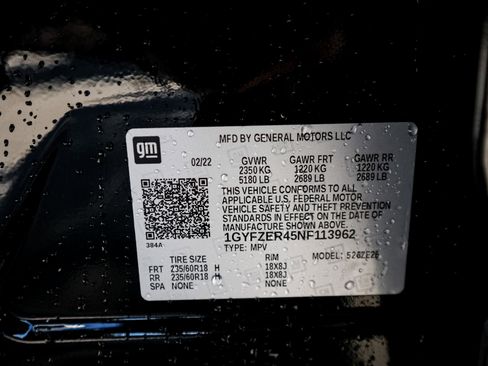 gm
MFD BY GENERAL MOTORS LLC
02/22 GVWR GAWR FRT GAWR RR
2350 KG 1220 KG 1220 KG
5180 LB 2689 LB 2689 LB
THIS VEHICLE CONFORMS TO ALL
APPLICABLE U.S. FEDERAL MOTOR
VEHICLE SAFETY AND THEFT PREVENTION
STANDARDS IN EFFECT ON THE DATE OF
MANUFACTURE SHOWN ABOVE.
384A 1GYFZER45NF113962
TYPE: MPV MODEL:
TIRE SIZE RIM
FRT 235/60R18 H 18X8J
RR 235/60R18 H 18X8J
SPA NONE NONE